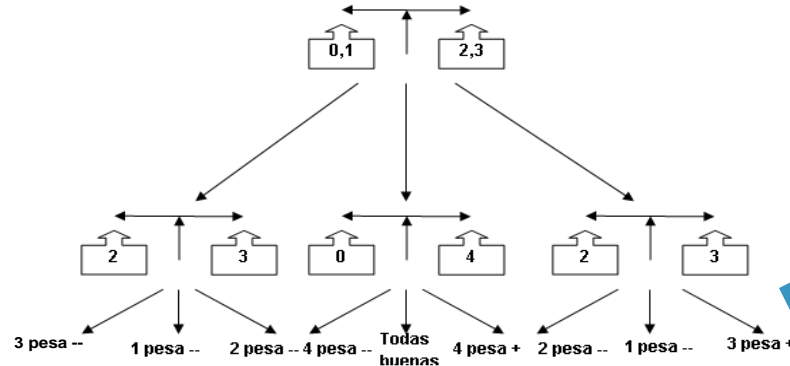 0,1
2,3
2
3
0
4
2
3
3 pesa --
1 pesa --
2 pesa --
4 pesa --
Todas
buenas
4 pesa +
2 pesa --
1 pesa --
3 pesa +